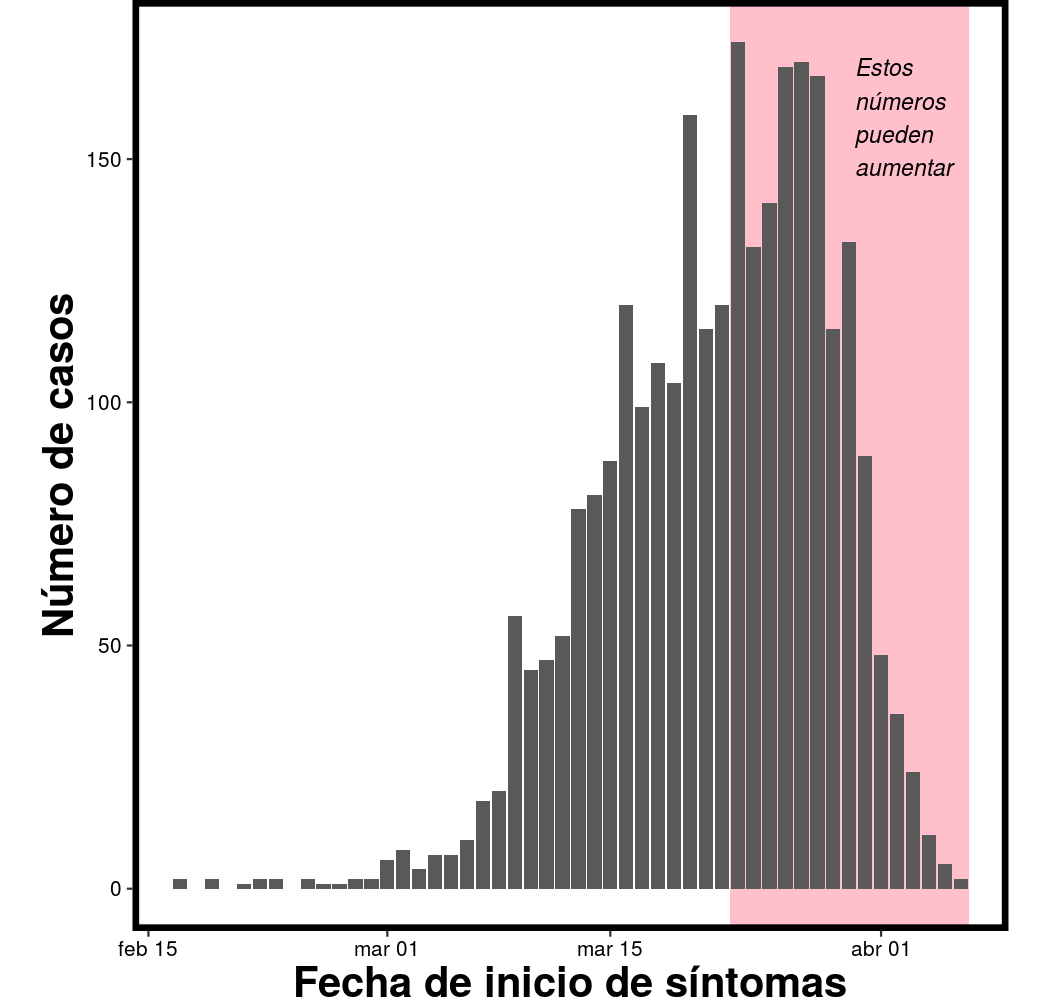 Estos
números
pueden
aumentar
150
100
50
0
Número de casos
feb 15
mar 01
mar 15
abr 01
Fecha de inicio de síntomas